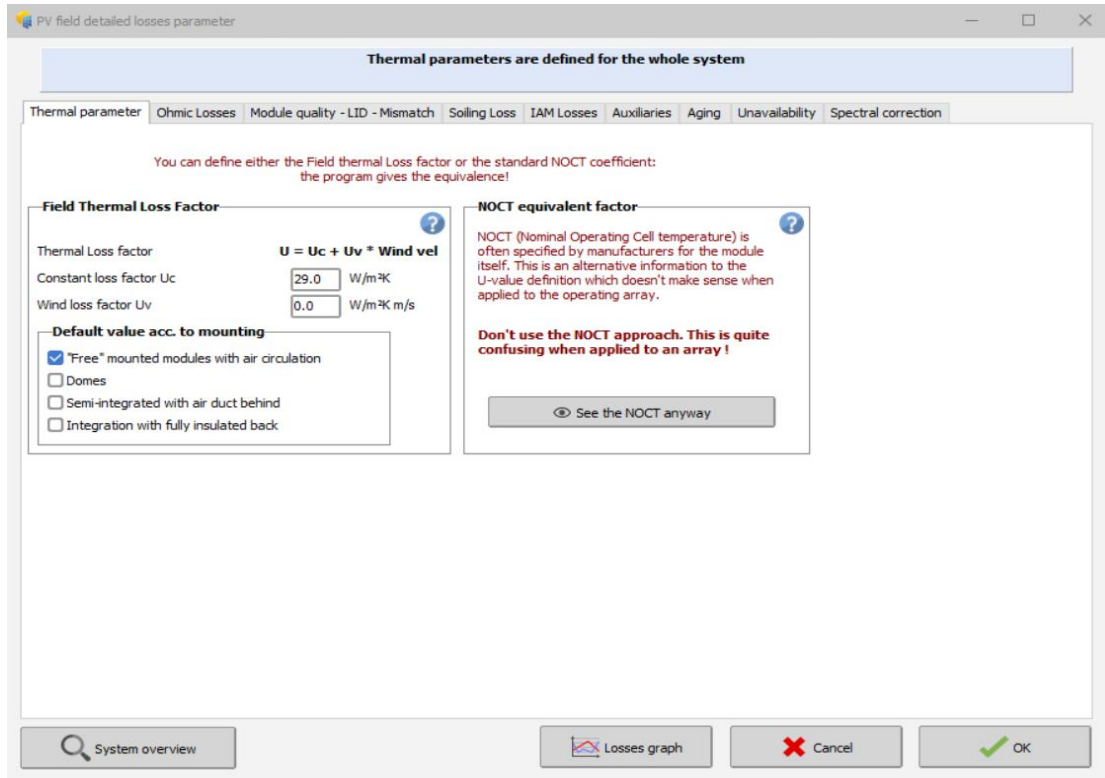 PV field detailed losses parameter
Thermal parameters are defined for the whole system
Thermal parameter Ohmic Losses Module quality - LID - Mismatch Soiling Loss IAM Losses Auxiliaries Aging Unavailability Spectral correction
You can define either the Field thermal Loss factor or the standard NOCT coefficient:
the program gives the equivalence!
Field Thermal Loss Factor
?
Thermal Loss factor U = Uc + Uv * Wind vel
Constant loss factor Uc 29.0 W/m²K
Wind loss factor Uv 0.0 W/m²K m/s
Default value acc. to mounting
"Free" mounted modules with air circulation
Domes
Semi-integrated with air duct behind
Integration with fully insulated back
NOCT equivalent factor
?
NOCT (Nominal Operating Cell temperature) is
often specified by manufacturers for the module
itself. This is an alternative information to the
U-value definition which doesn't make sense when
applied to the operating array.
Don't use the NOCT approach. This is quite
confusing when applied to an array !
See the NOCT anyway
System overview Losses graph Cancel OK